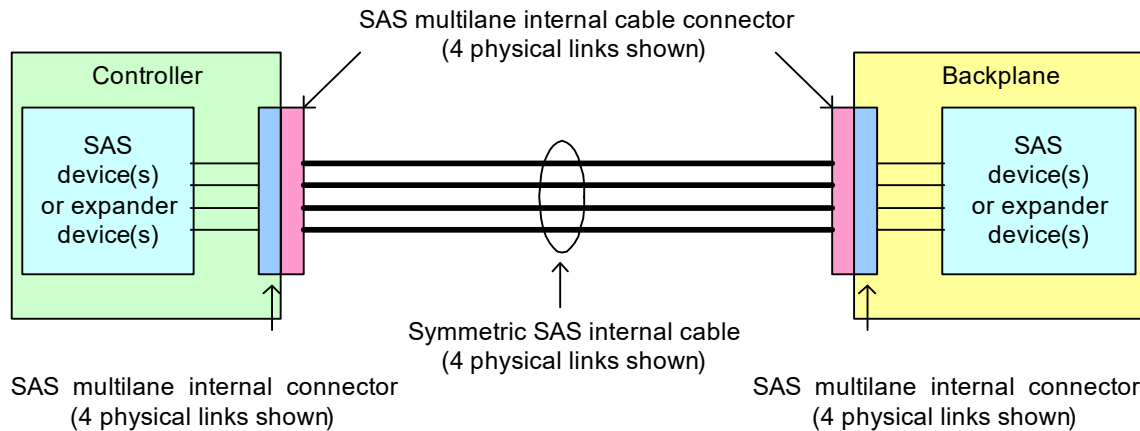 SAS multilane internal cable connector
(4 physical links shown)
Controller
Backplane
SAS
device(s)
or expander
device(s)
SAS
device(s)
or expander
device(s)
Symmetric SAS internal cable
(4 physical links shown)
SAS multilane internal connector
(4 physical links shown)
SAS multilane internal connector
(4 physical links shown)